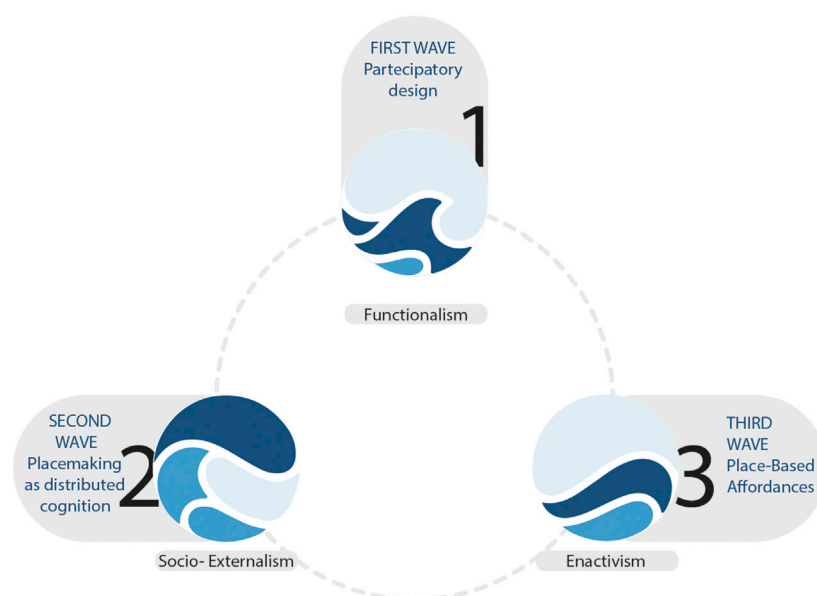 FIRST WAVE
Partecipatory
design
1
Functionalism
SECOND
WAVE
Placemaking
as distributed
cognition
2
Socio- Externalism
THIRD
WAVE
Place-Based
Affordances
3
Enactivism